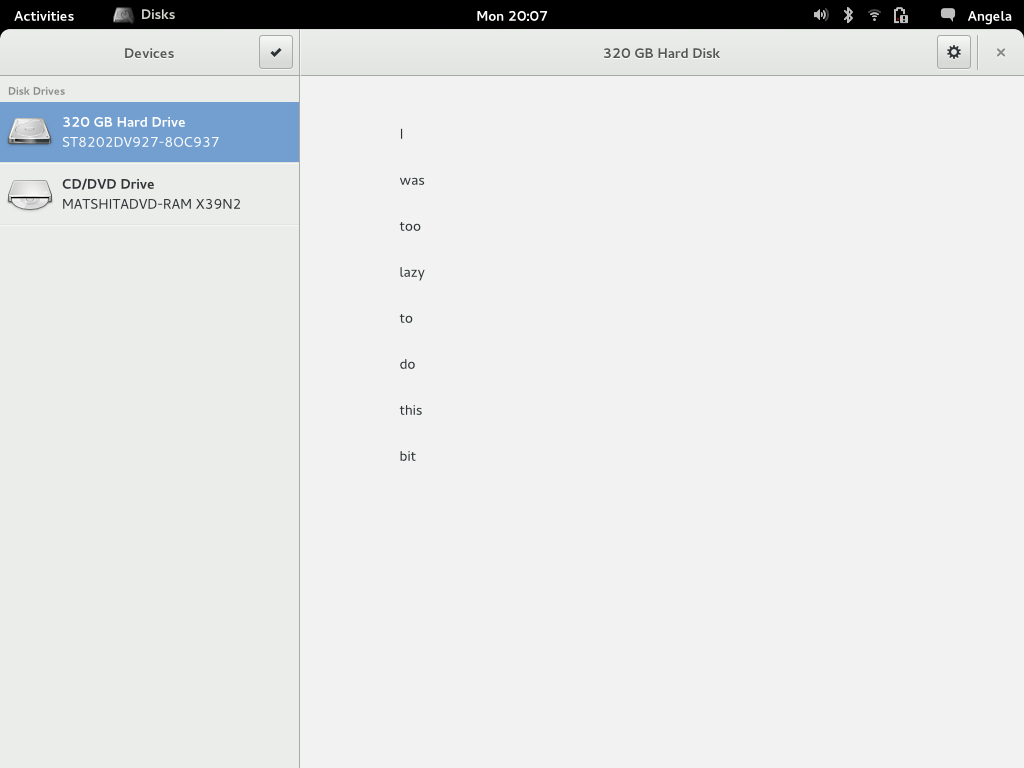 Activities
Disks
Mon 20:07
Angela
Devices
320 GB Hard Disk
Disk Drives
320 GB Hard Drive
ST8202DV927-8OC937
CD/DVD Drive
MATSHITADVD-RAM X39N2
I
was
too
lazy
to
do
this
bit